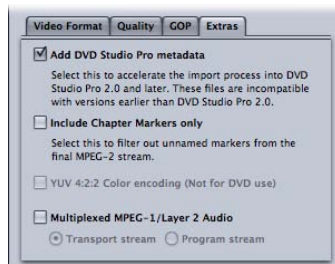 Video Format Quality GOP Extras
Add DVD Studio Pro metadata
Select this to accelerate the import process into DVD
Studio Pro 2.0 and later. These files are incompatible
with versions earlier than DVD Studio Pro 2.0.
Include Chapter Markers only
Select this to filter out unnamed markers from the
final MPEG-2 stream.
YUV 4:2:2 Color encoding (Not for DVD use)
Multiplexed MPEG-1/Layer 2 Audio
Transport stream Program stream